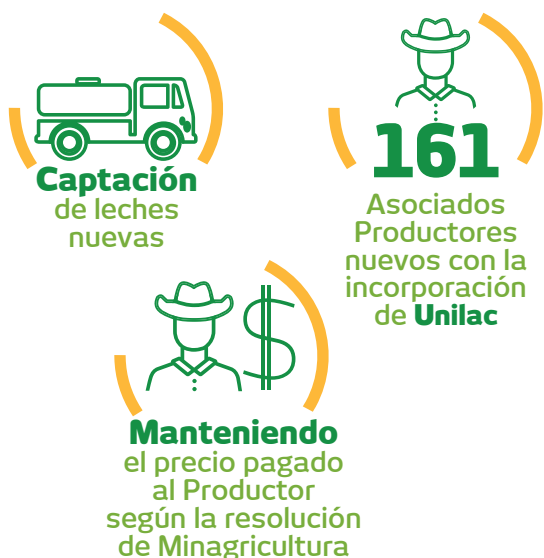 Captación
de leches
nuevas
161
Asociados
Productores
nuevos con la
incorporación
de Unilac
$
Manteniendo
el precio pagado
al Productor
según la resolución
de Minagricultura